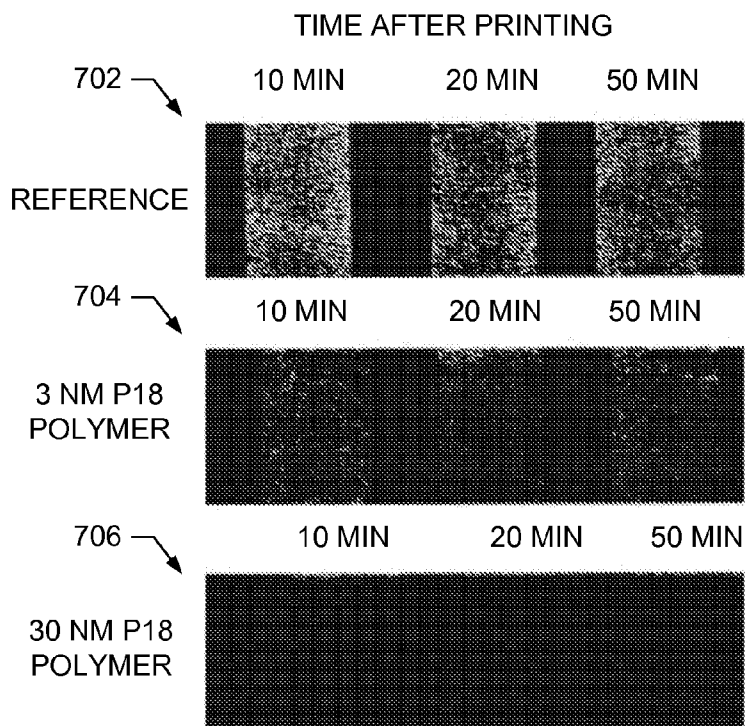 TIME AFTER PRINTING
702
10 MIN 20 MIN 50 MIN
REFERENCE
704
10 MIN 20 MIN 50 MIN
3 NM P18
POLYMER
706
10 MIN 20 MIN 50 MIN
30 NM P18
POLYMER